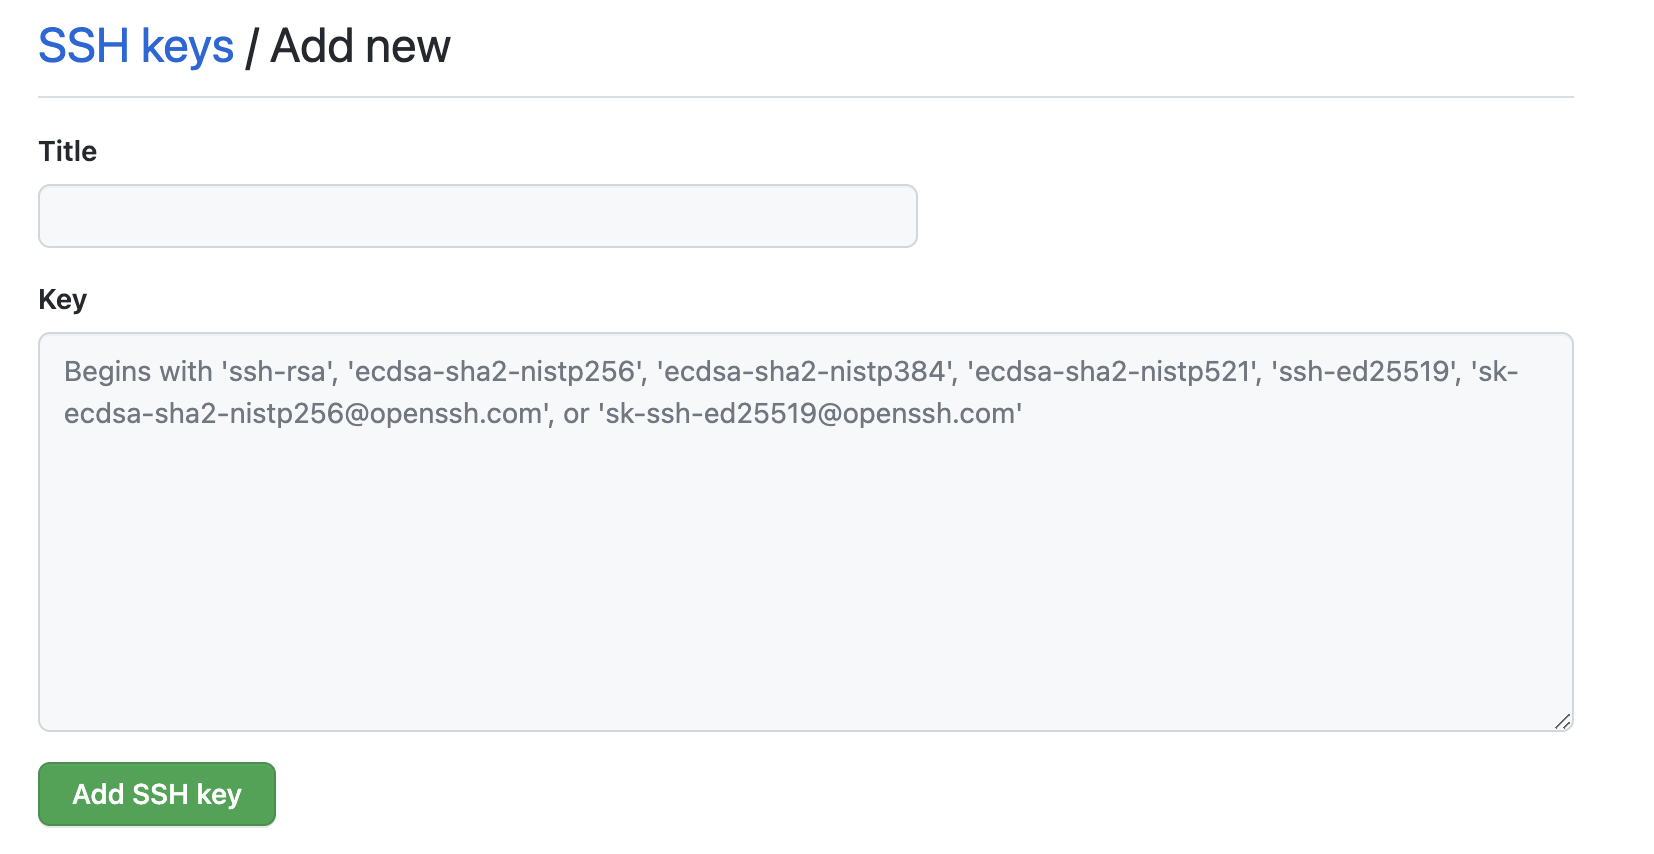 SSH keys / Add new
Title
Key
Begins with 'ssh-rsa', 'ecdsa-sha2-nistp256', 'ecdsa-sha2-nistp384', 'ecdsa-sha2-nistp521', 'ssh-ed25519', 'sk-
ecdsa-sha2-nistp256@openssh.com', or 'sk-ssh-ed25519@openssh.com'
Add SSH key